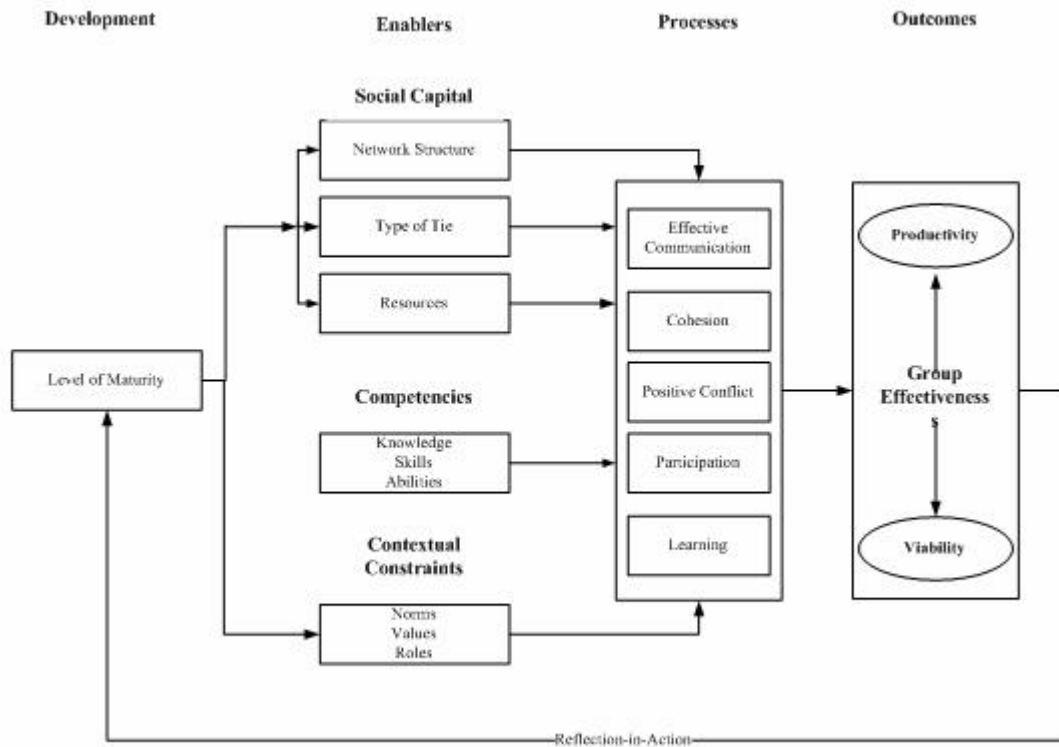 Development
Enablers
Processes
Outcomes
Social Capital
Network Structure
Type of Tie
Resources
Level of Maturity
Competencies
Knowledge
Skills
Abilities
Contextual
Constraints
Norms
Values
Roles
Effective
Communication
Cohesion
Positive Conflict
Participation
Learning
Productivity
Group
Effectivenes
s
Viability
Reflection-in-Action